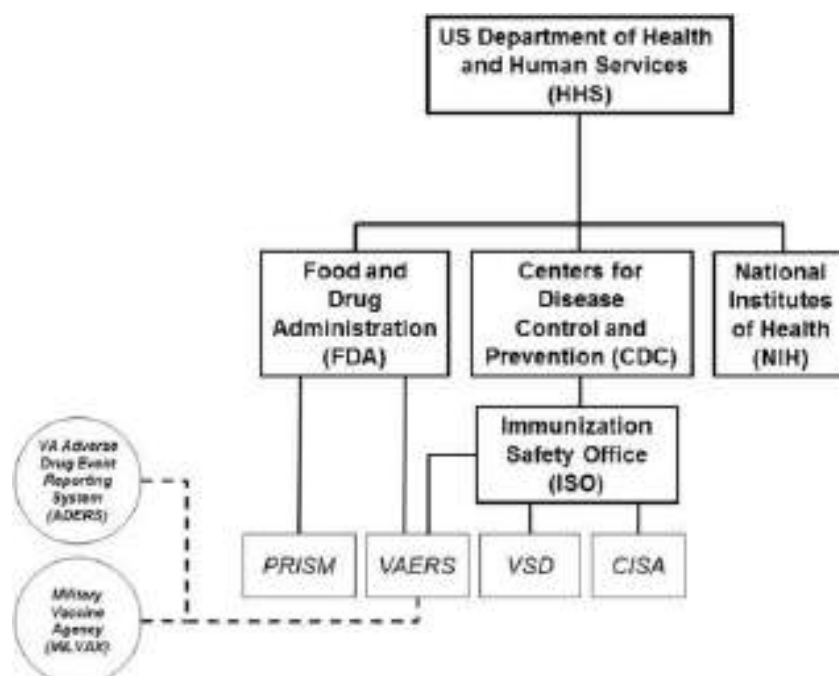 US Department of Health
and Human Services
(HHS)
Food and
Drug
Administration
(FDA)
Centers for
Disease
Control and
Prevention (CDC)
National
Institutes
of Health
(NIH)
Immunization
Safety Office
(ISO)
VA Adverse
Drug Event
Reporting
System
(ADERS)
PRISM
VAERS
VSD
CISA
Military
Vaccine
Agency
(MILVAX)